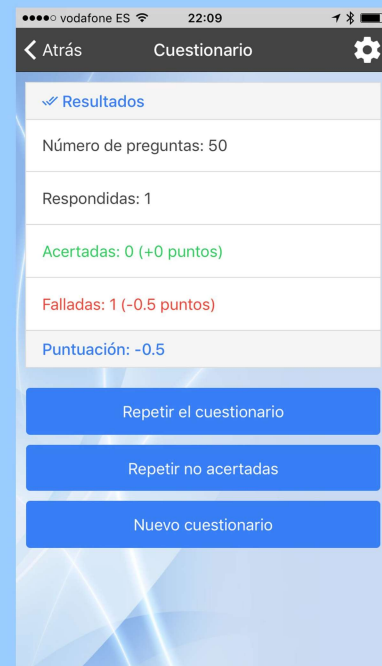 vodafone ES 22:09
Atrás Cuestionario
Resultados
Número de preguntas: 50
Respondidas: 1
Acertadas: 0 (+0 puntos)
Falladas: 1 (-0.5 puntos)
Puntuación: -0.5
Repetir el cuestionario
Repetir no acertadas
Nuevo cuestionario